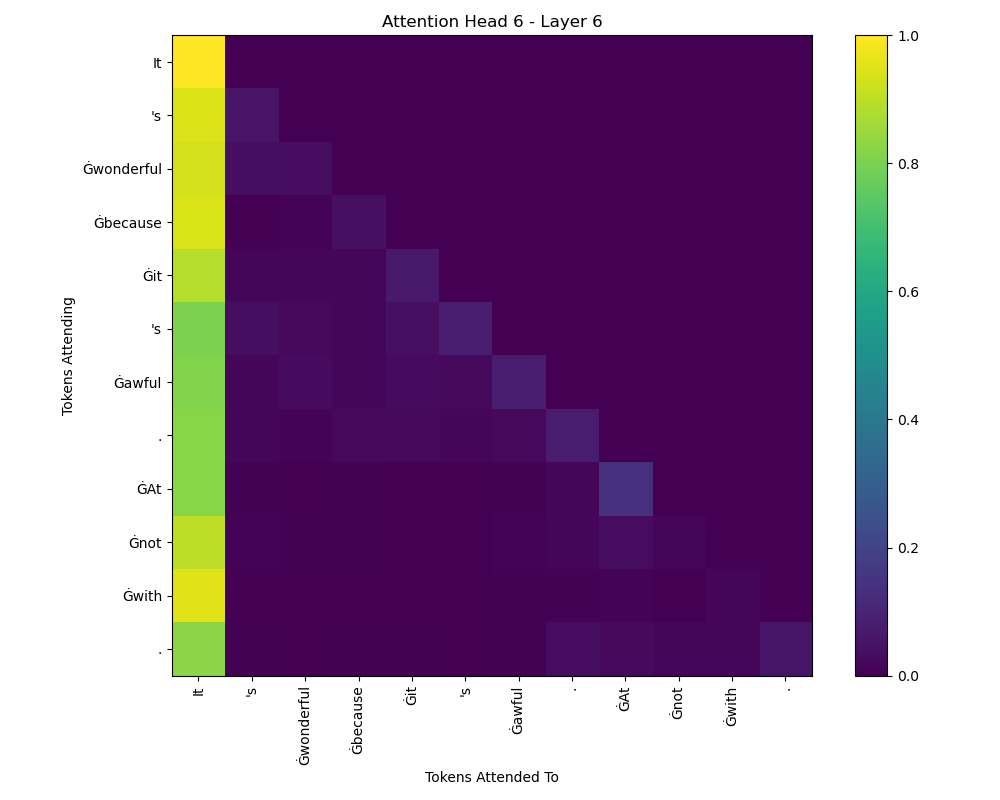 Attention Head 6 - Layer 6
It
's
Ġwonderful
Ġbecause
Ġit
's
Ġawful
.
ĠAt
Ġnot
Ġwith
.
Tokens Attending
It
's
Ġwonderful
Ġbecause
Ġit
's
Ġawful
.
ĠAt
Ġnot
Ġwith
.
Tokens Attended To
1.0
0.8
0.6
0.4
0.2
0.0